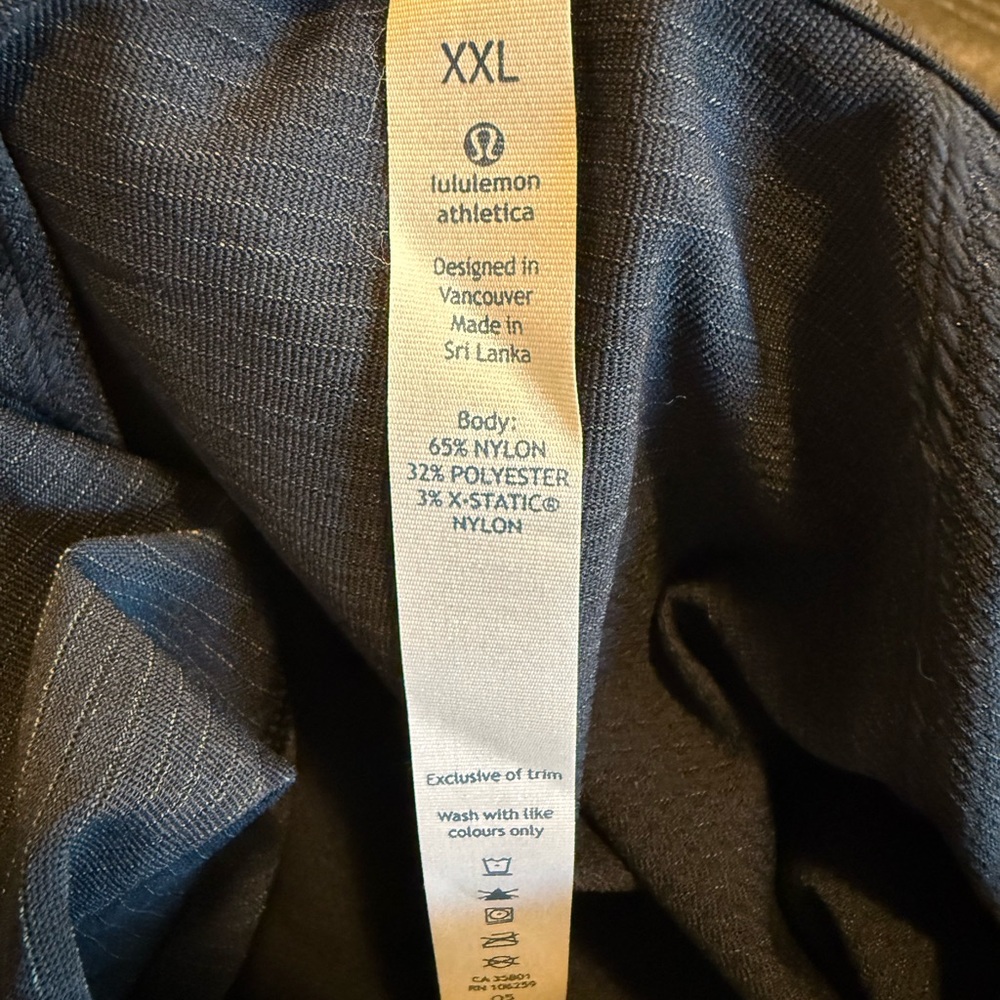 XXL
lululemon
athletica
Designed in
Vancouver
Made in
Sri Lanka
Body:
65% NYLON
32% POLYESTER
3% X-STATIC®
NYLON
Exclusive of trim
Wash with like
colours only
CA 35801
RN 106259